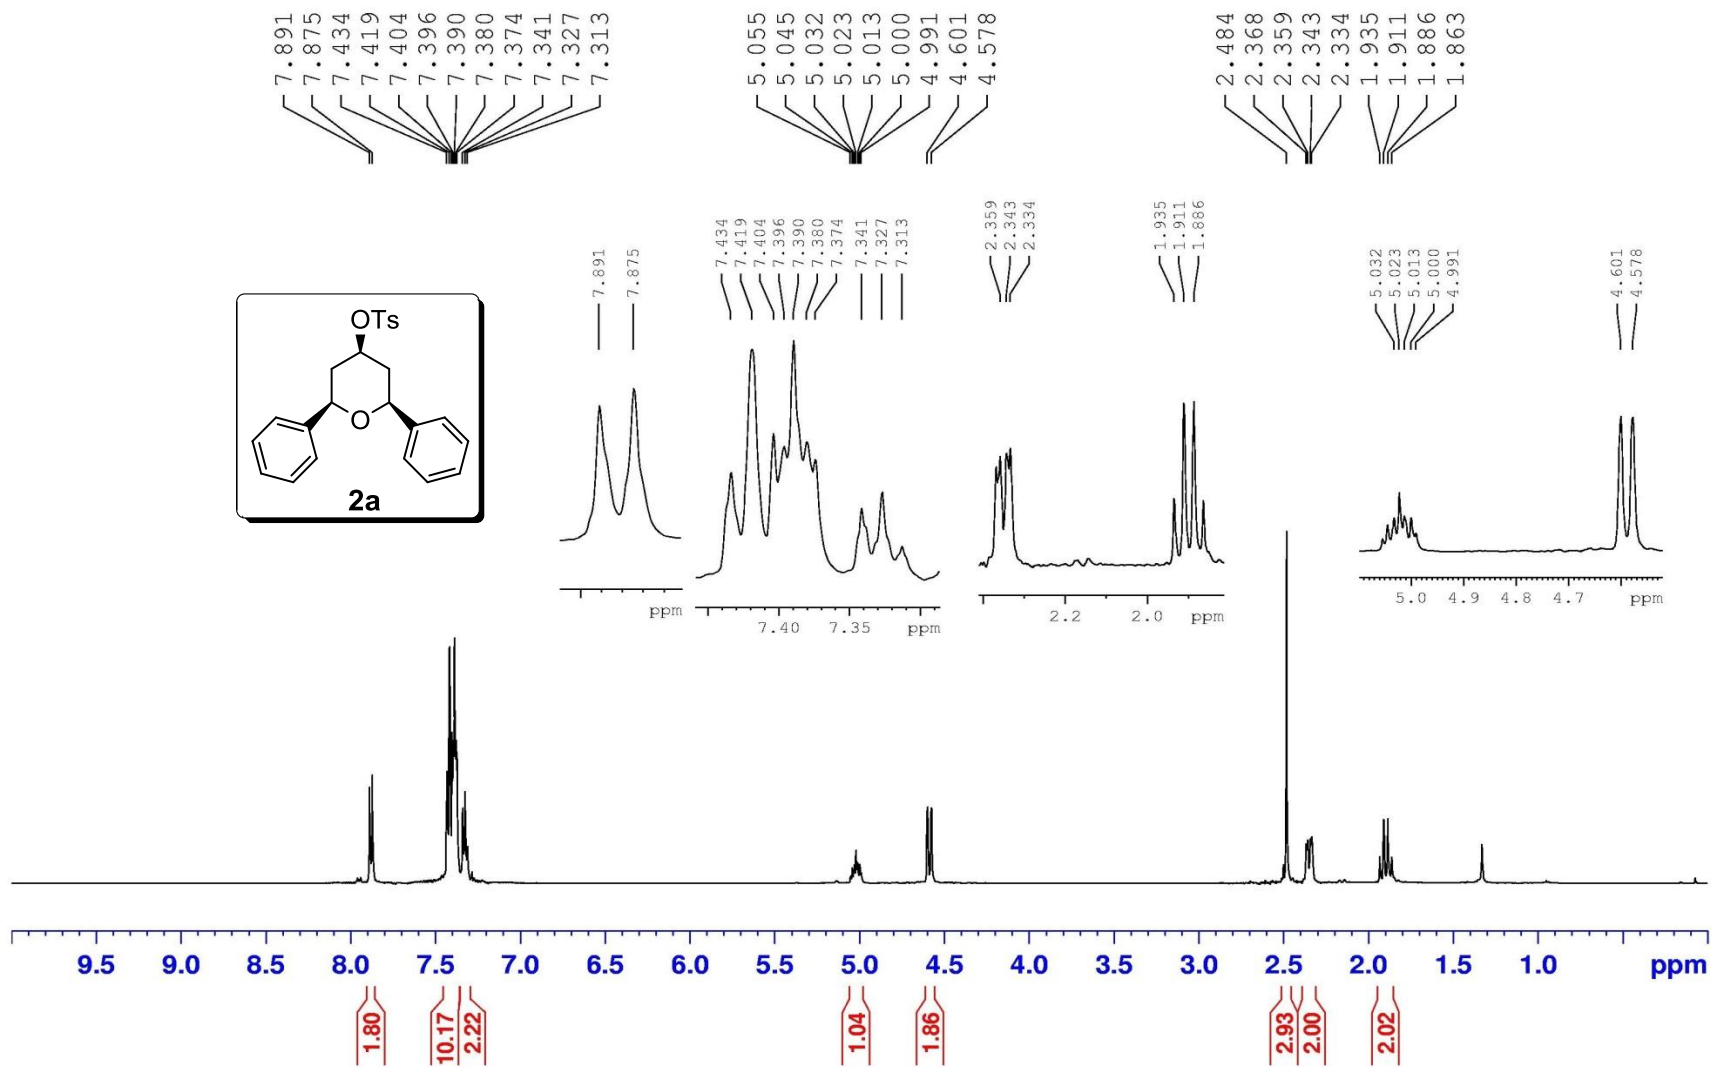 7.891 7.875 7.434 7.419 7.404 7.396 7.390 7.380 7.374 7.341 7.327 7.313 5.055 5.045 5.032 5.023 5.013 5.000 4.991 4.601 4.578 2.484 2.368 2.359 2.343 2.334 1.935 1.911 1.886 1.863
7.891 7.875
7.434 7.419 7.404 7.396 7.390 7.380 7.374 7.341 7.327 7.313
2.359 2.343 2.334 1.935 1.911 1.886
5.032 5.023 5.013 5.000 4.991 4.601 4.578
OTs
O
2a
ppm
7.40 7.35 ppm
2.2 2.0 ppm
5.0 4.9 4.8 4.7 ppm
9.5 9.0 8.5 8.0 7.5 7.0 6.5 6.0 5.5 5.0 4.5 4.0 3.5 3.0 2.5 2.0 1.5 1.0 ppm
1.80 10.17 2.22 1.04 1.86 2.93 2.00 2.02